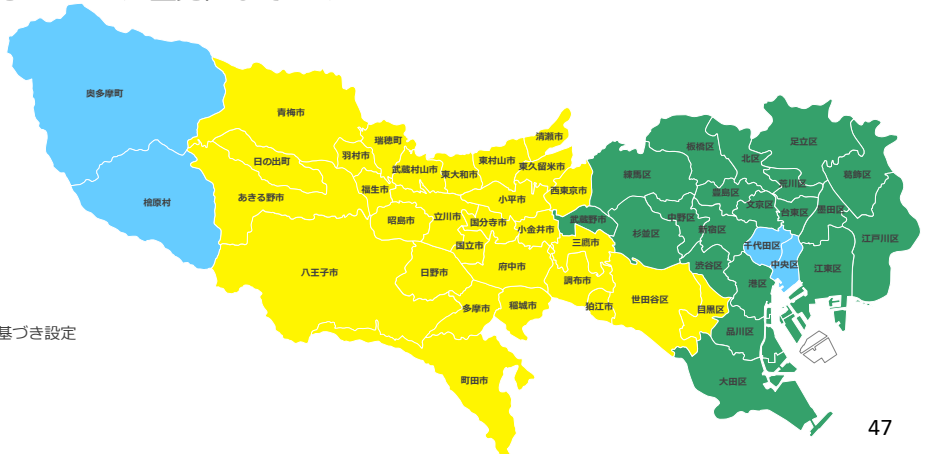 奥多摩町
檜原村
青梅市
日の出町
あきる野市
八王子市
羽村市
瑞穂町
福生市
武蔵村山市
昭島市
東大和市
立川市
日野市
国立市
国分寺市
東村山市
小平市
東久留米市
清瀬市
西東京市
小金井市
武蔵野市
三鷹市
府中市
調布市
狛江市
多摩市
稲城市
町田市
世田谷区
目黒区
練馬区
板橋区
北区
足立区
葛飾区
荒川区
豊島区
文京区
台東区
墨田区
江戸川区
中野区
杉並区
新宿区
千代田区
中央区
江東区
渋谷区
港区
品川区
大田区
基づき設定
47